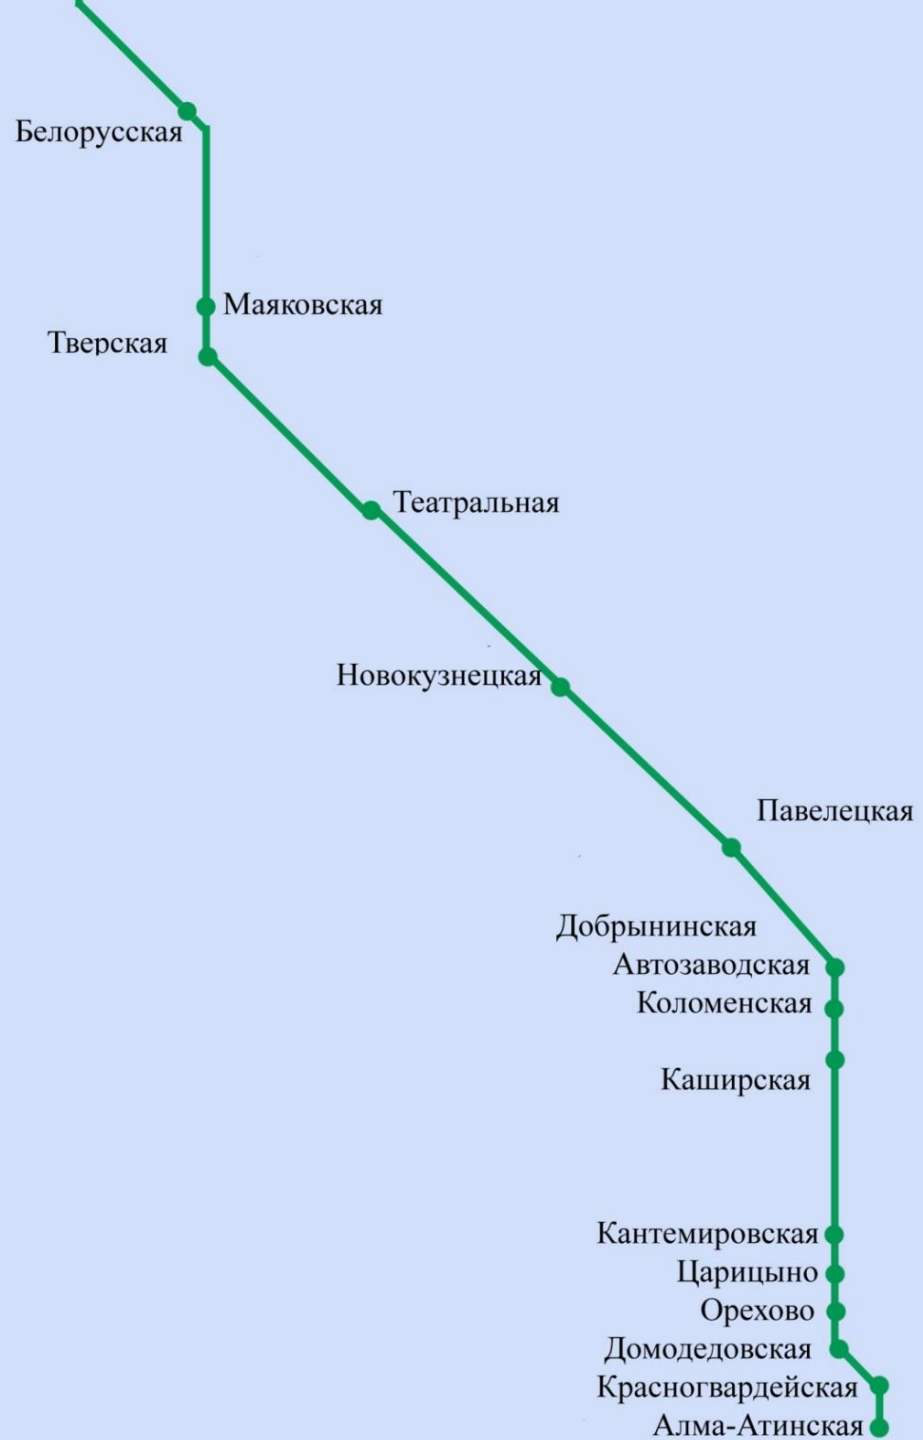 Белорусская
Маяковская
Тверская
Театральная
Новокузнецкая
Павелецкая
Добрынинская
Автозаводская
Коломенская
Каширская
Кантемировская
Царицыно
Орехово
Домодедовская
Красногвардейская
Алма-Атинская